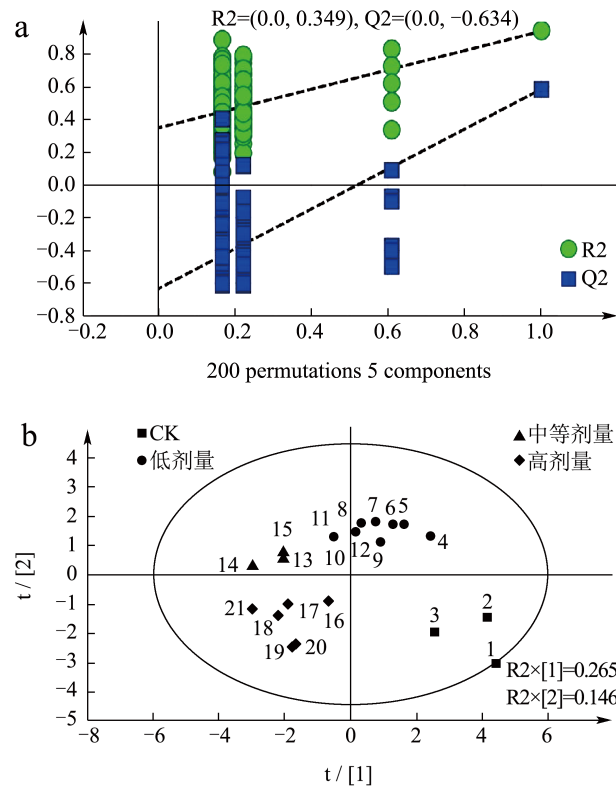 a
R2=(0.0, 0.349), Q2=(0.0, −0.634)
0.8
0.6
0.4
0.2
0.0
−0.2
−0.4
−0.6
−0.8
R2
Q2
−0.2 0.0 0.2 0.4 0.6 0.8 1.0
200 permutations 5 components
b
CK
低剂量
中等剂量
高剂量
t / [2]
4
3
2
1
0
−1
−2
−3
−4
−5
8 7 6 5
11 4
15
14 13 10 12 9
21 17 16
18
19 20
3 2
1
R2×[1]=0.265
R2×[2]=0.146
−8 −6 −4 −2 0 2 4 6
t / [1]